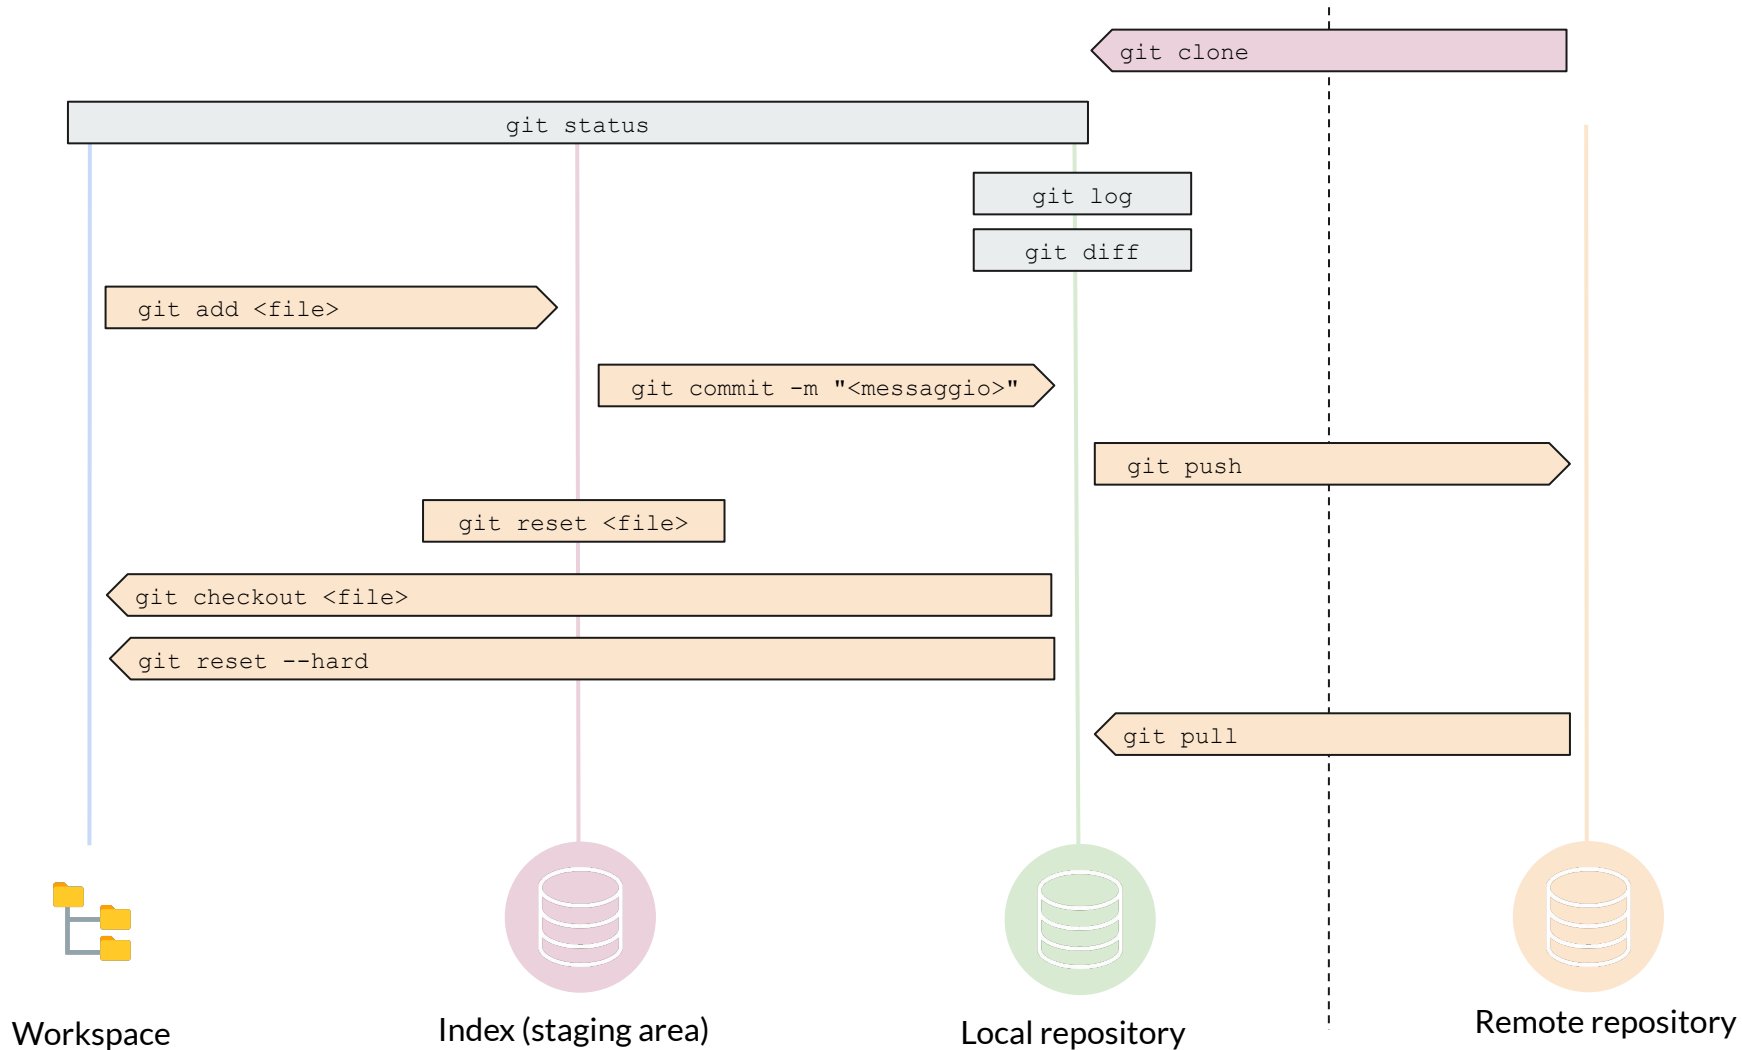 git clone
git status
git log
git diff
git add <file>
git commit -m "<messaggio>"
git push
git reset <file>
git checkout <file>
git reset --hard
git pull
Workspace
Index (staging area)
Local repository
Remote repository